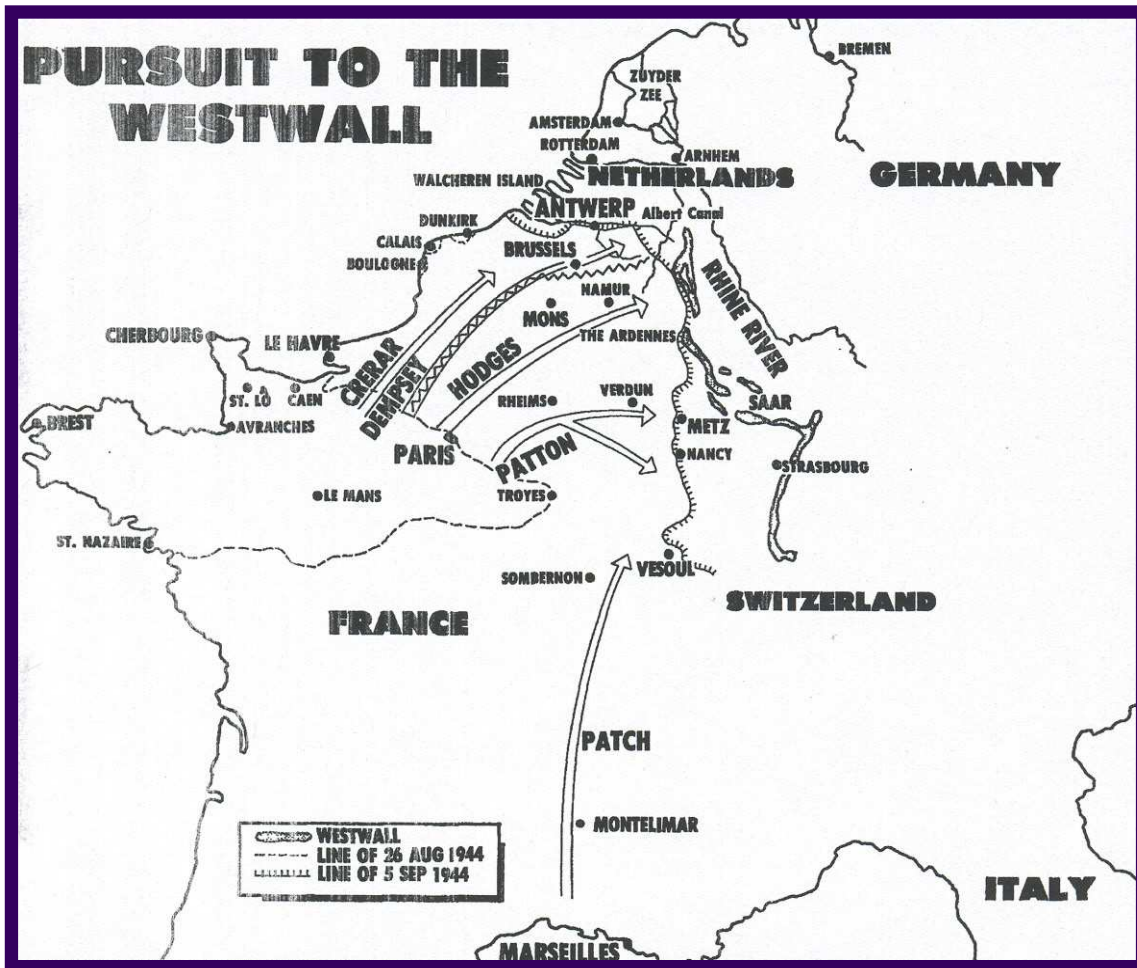 PURSUIT TO THE
WESTWALL
BREMEN
ZUYDER
ZEE
AMSTERDAM
ROTTERDAM
ARNHEM
NETHERLANDS
GERMANY
WALCHEREN ISLAND
ANTWERP
Albert Canal
DUNKIRK
CALAIS
BOULOGNE
BRUSSELS
NAMUR
MONS
RHINE RIVER
THE ARDENNES
CHERBOURG
LE HAVRE
CRERAR
DEMPSEY
HODGES
ST. LO
CAEN
RHEIMS
VERDUN
SAAR
BREST
AVRANCHES
METZ
PARIS
PATTON
NANCY
STRASBOURG
LE MANS
TROYES
ST. NAZAIRE
VESOUL
SOMBERNON
SWITZERLAND
FRANCE
PATCH
MONTELIMAR
WESTWALL
LINE OF 26 AUG 1944
LINE OF 5 SEP 1944
ITALY
MARSEILLES